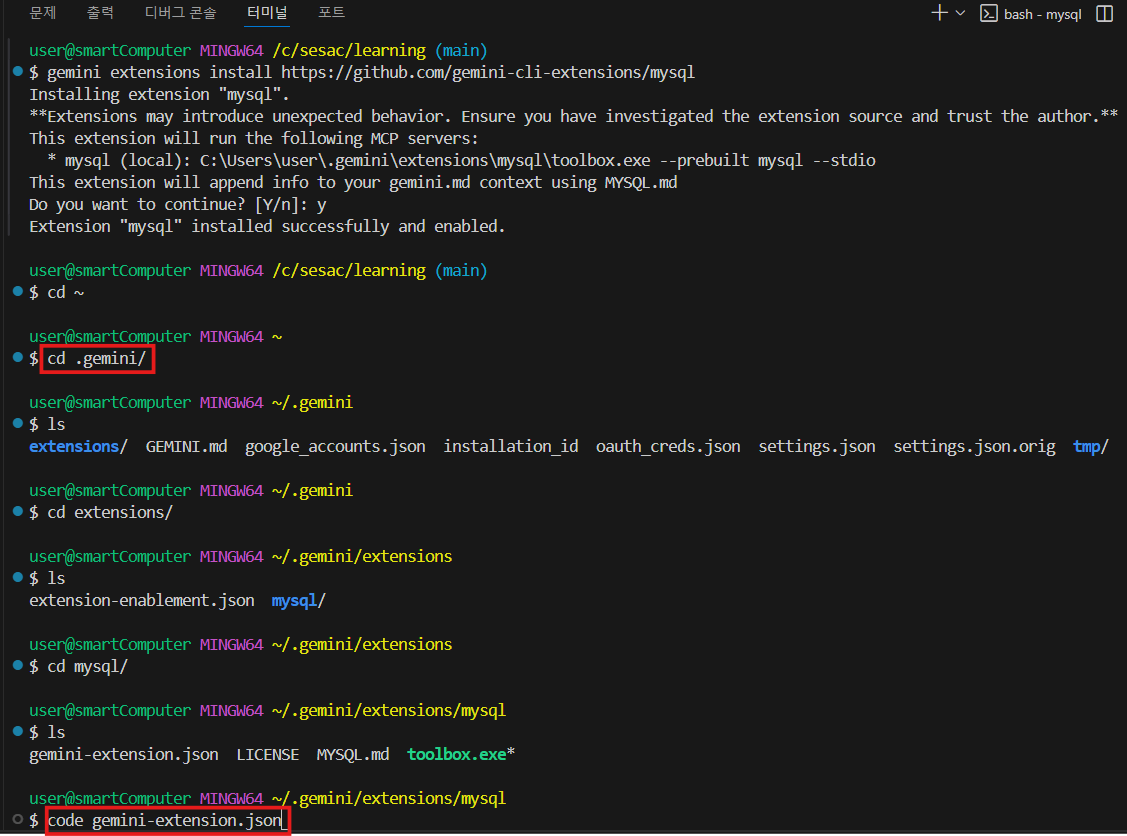 문제 출력 디버그 콘솔 터미널 포트 bash - mysql
user@smartComputer MINGW64 /c/sesac/learning (main)
$ gemini extensions install https://github.com/gemini-cli-extensions/mysql
Installing extension "mysql".
**Extensions may introduce unexpected behavior. Ensure you have investigated the extension source and trust the author.**
This extension will run the following MCP servers:
  * mysql (local): C:\Users\user\.gemini\extensions\mysql\toolbox.exe --prebuilt mysql --stdio
This extension will append info to your gemini.md context using MYSQL.md
Do you want to continue? [Y/n]: y
Extension "mysql" installed successfully and enabled.
user@smartComputer MINGW64 /c/sesac/learning (main)
$ cd ~
user@smartComputer MINGW64 ~
$ cd .gemini/
user@smartComputer MINGW64 ~/.gemini
$ ls
extensions/  GEMINI.md  google_accounts.json  installation_id  oauth_creds.json  settings.json  settings.json.orig  tmp/
user@smartComputer MINGW64 ~/.gemini
$ cd extensions/
user@smartComputer MINGW64 ~/.gemini/extensions
$ ls
extension-enablement.json  mysql/
user@smartComputer MINGW64 ~/.gemini/extensions
$ cd mysql/
user@smartComputer MINGW64 ~/.gemini/extensions/mysql
$ ls
gemini-extension.json  LICENSE  MYSQL.md  toolbox.exe*
user@smartComputer MINGW64 ~/.gemini/extensions/mysql
$ code gemini-extension.json